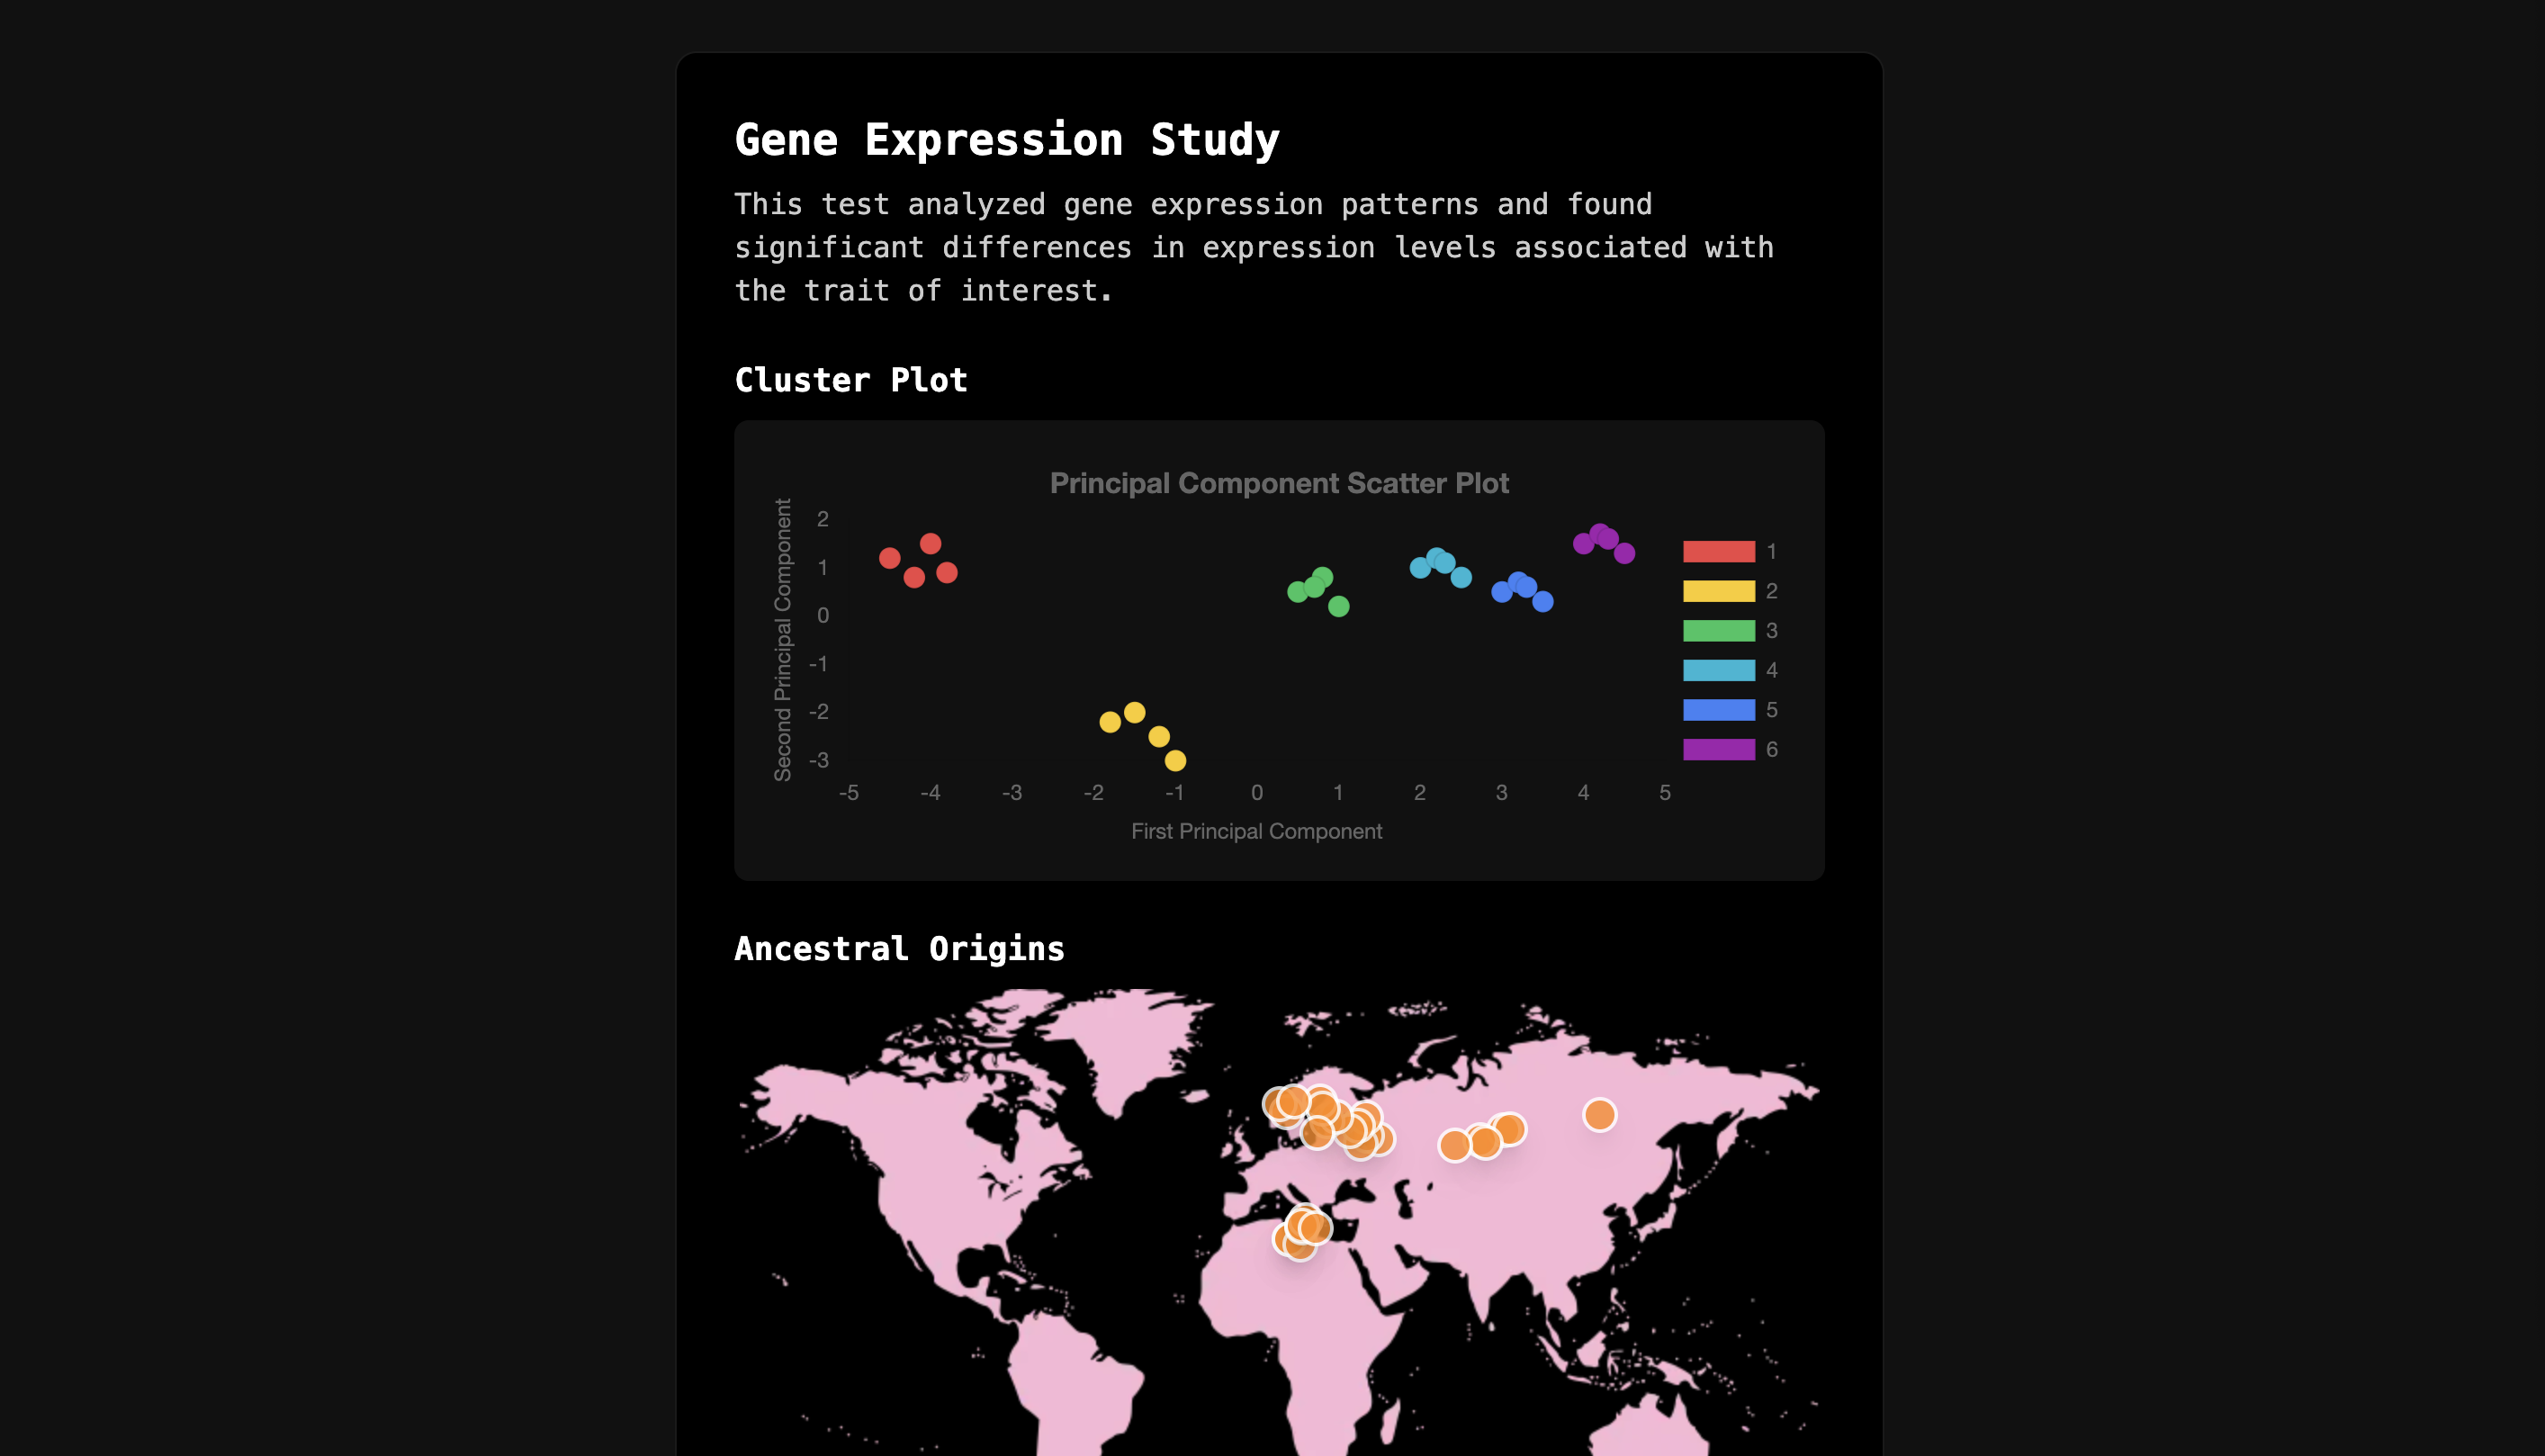 Gene Expression Study
This test analyzed gene expression patterns and found
significant differences in expression levels associated with
the trait of interest.
Cluster Plot
Principal Component Scatter Plot
Second Principal Component
2
1
0
-1
-2
-3
-5 -4 -3 -2 -1 0 1 2 3 4 5
First Principal Component
1
2
3
4
5
6
Ancestral Origins